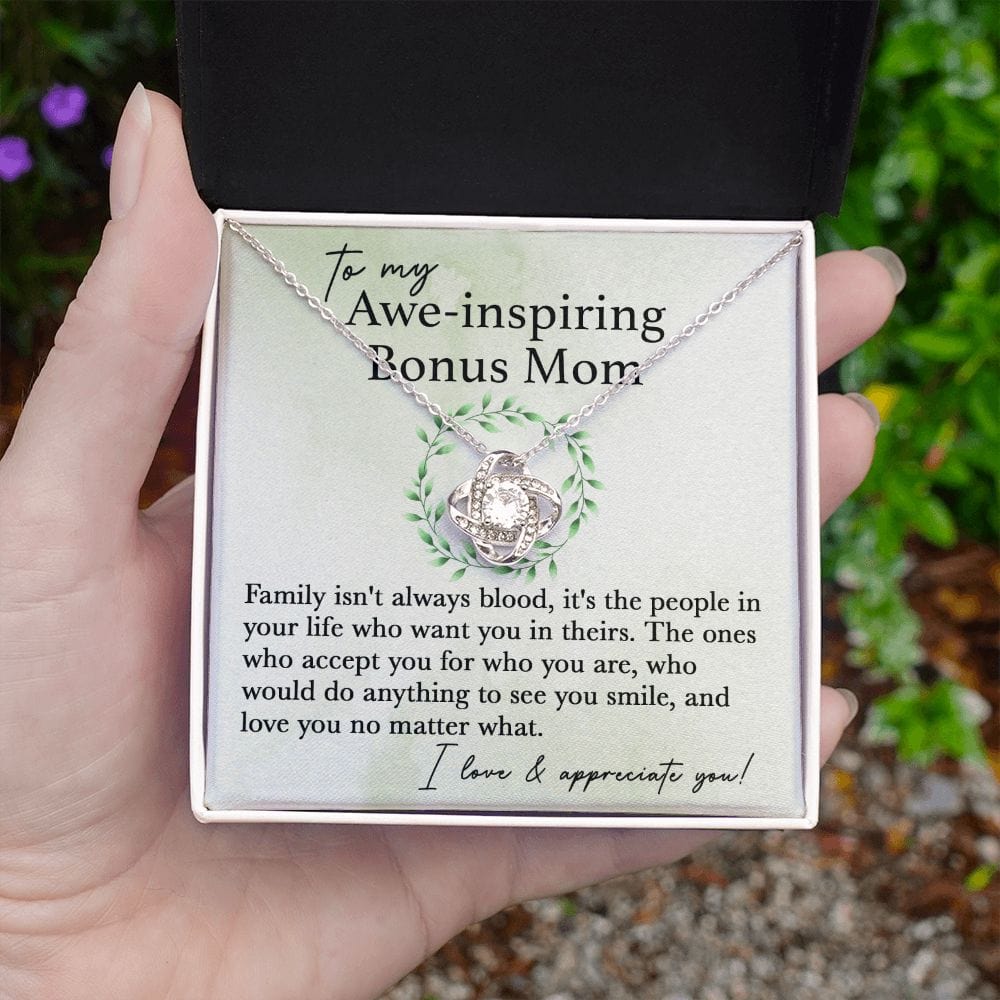 To my
Awe-inspiring
Bonus Mom
Family isn't always blood, it's the people in
your life who want you in theirs. The ones
who accept you for who you are, who
would do anything to see you smile, and
love you no matter what.
I love & appreciate you!